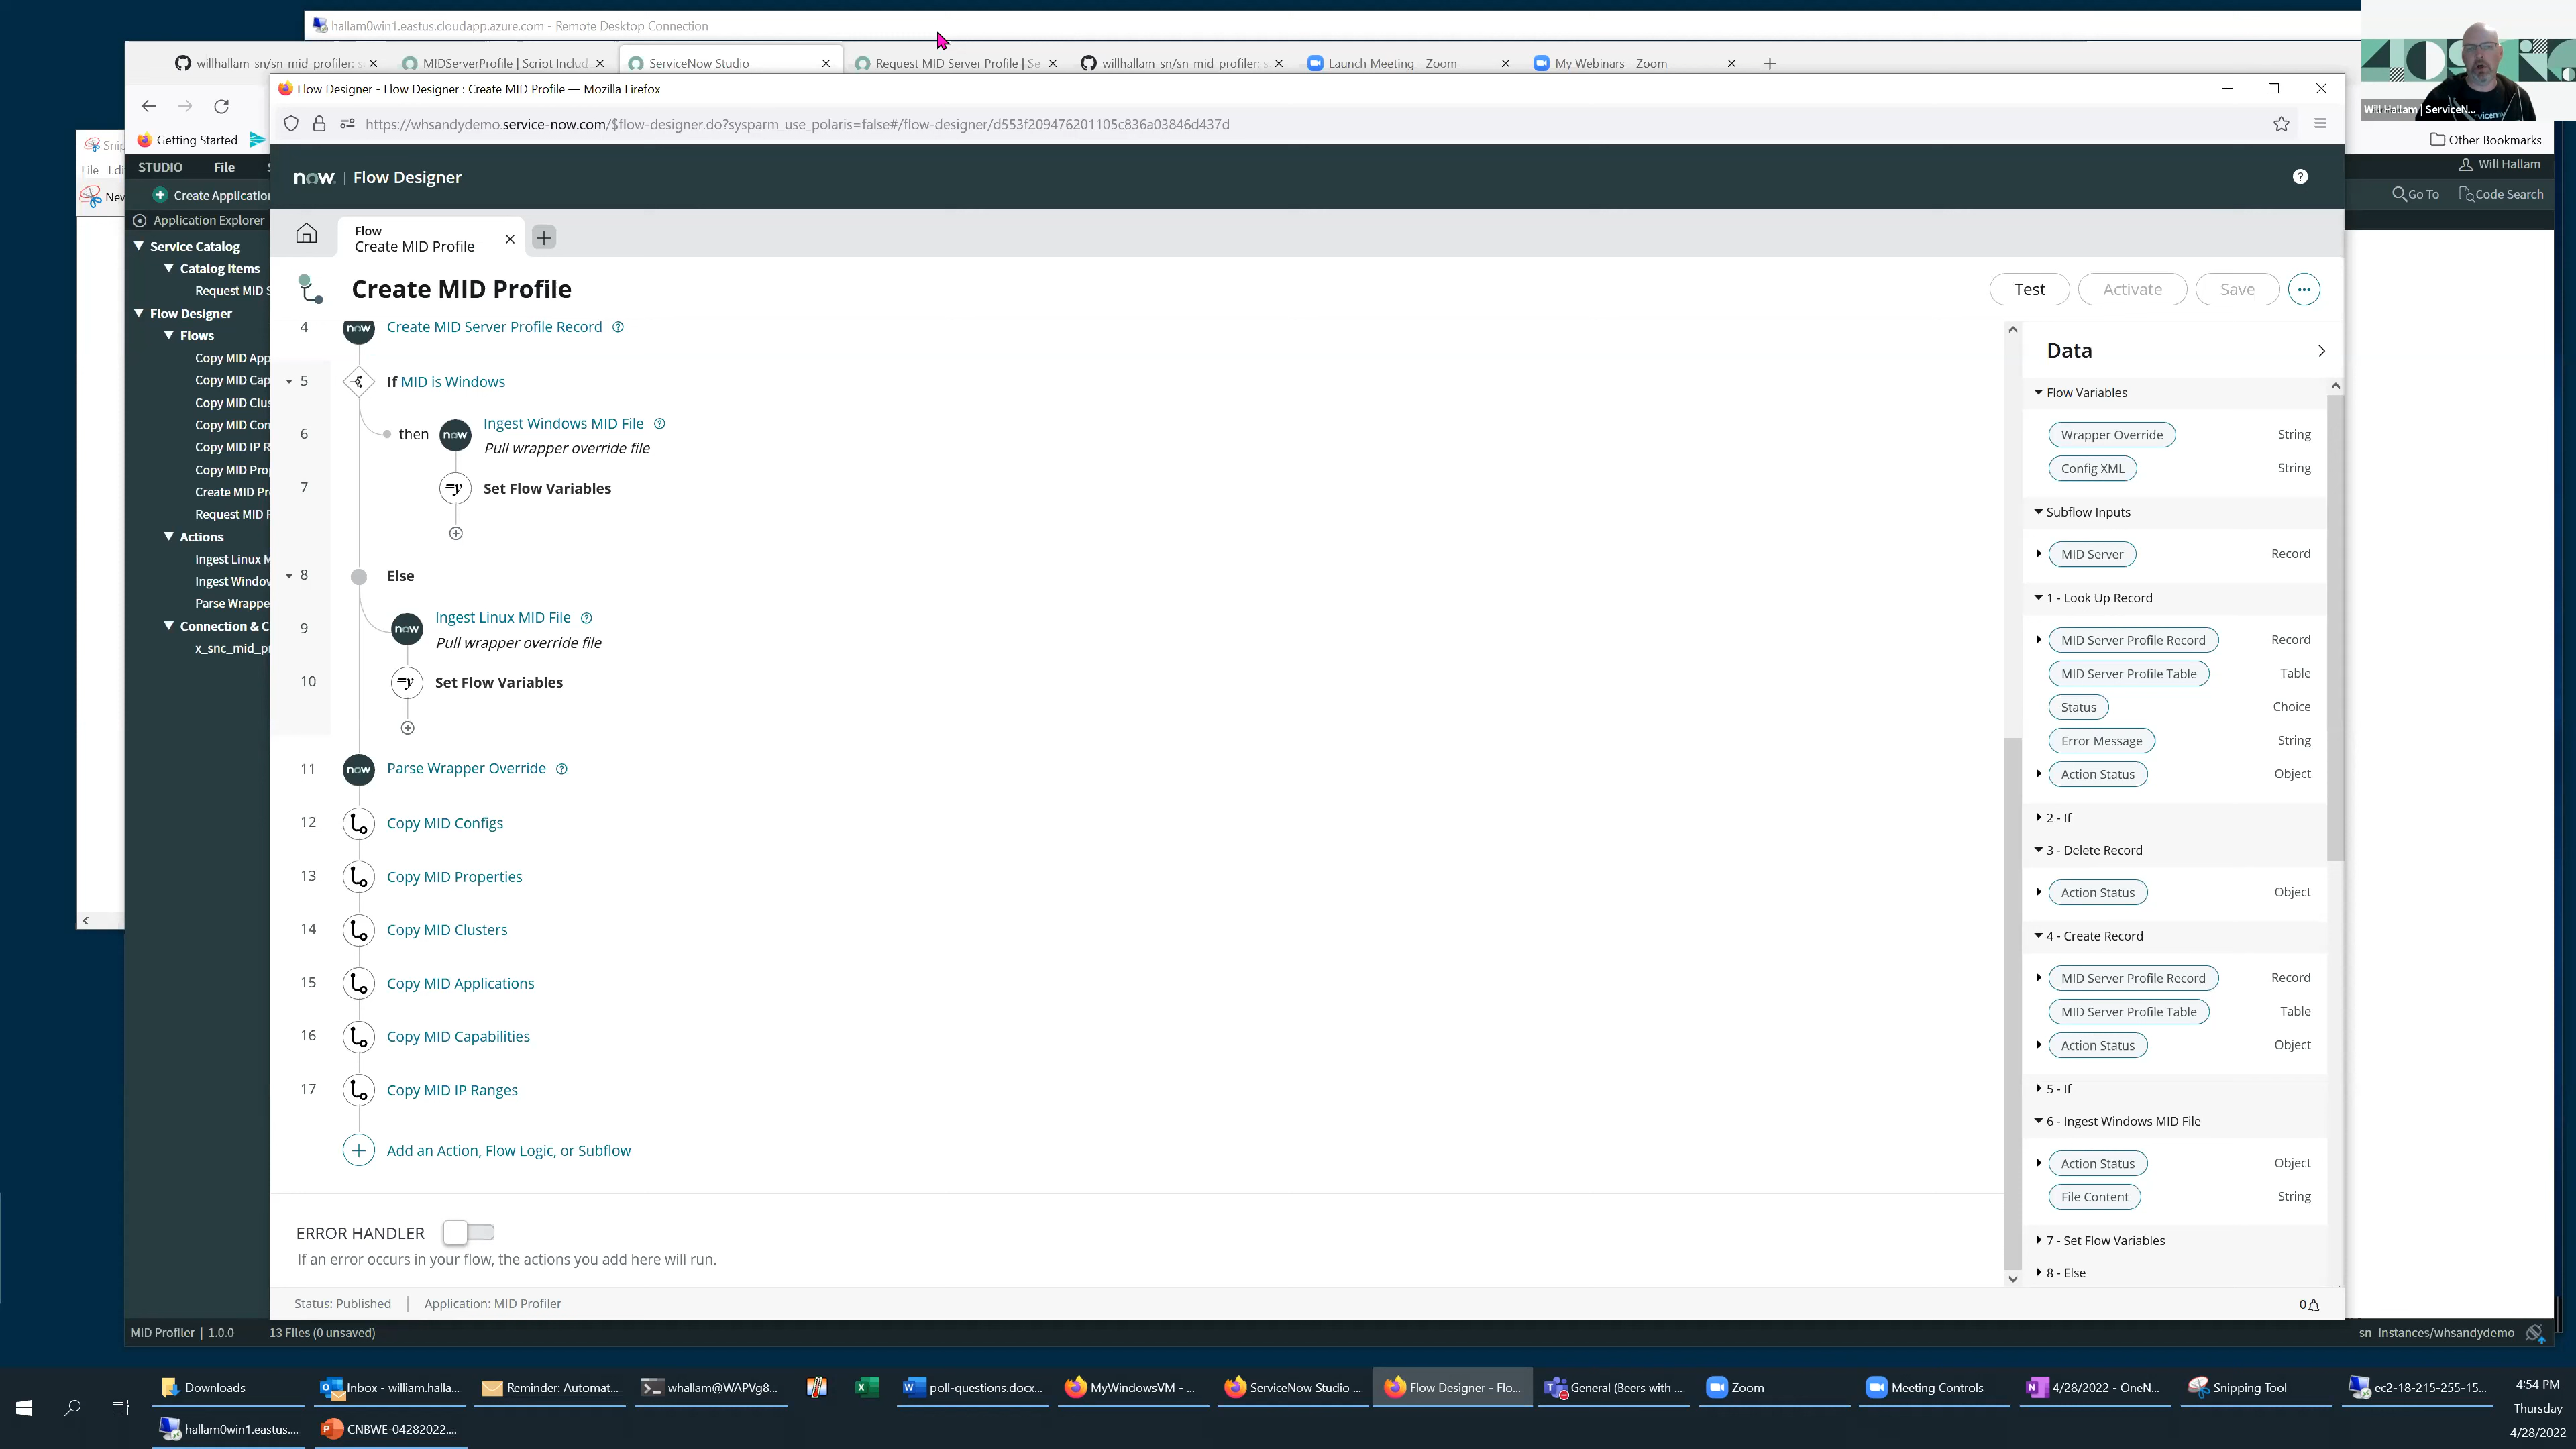 hallam0win1.eastus.cloudapp.azure.com - Remote Desktop Connection
willhallam-sn/sn-mid-profiler: s
MIDServerProfile | Script Includ
ServiceNow Studio
Request MID Server Profile | Se
willhallam-sn/sn-mid-profiler: s
Launch Meeting - Zoom
My Webinars - Zoom
Flow Designer - Flow Designer : Create MID Profile — Mozilla Firefox
Will Hallam | ServiceN...
https://whsandydemo.service-now.com/$flow-designer.do?sysparm_use_polaris=false#/flow-designer/d553f209476201105c836a03846d437d
Getting Started
Other Bookmarks
Snip
File Edi
New
STUDIO File
Will Hallam
Create Application
Go To
Code Search
Application Explorer
now. | Flow Designer
Service Catalog
Catalog Items
Request MID S
Flow Designer
Flows
Copy MID App
Copy MID Cap
Copy MID Clus
Copy MID Con
Copy MID IP R
Copy MID Prop
Create MID Pr
Request MID P
Actions
Ingest Linux M
Ingest Window
Parse Wrappe
Connection & C
x_snc_mid_pr
Flow
Create MID Profile
Create MID Profile
Test
Activate
Save
4 now Create MID Server Profile Record
5 If MID is Windows
6 then now Ingest Windows MID File
Pull wrapper override file
7 Set Flow Variables
8 Else
9 now Ingest Linux MID File
Pull wrapper override file
10 Set Flow Variables
11 now Parse Wrapper Override
12 Copy MID Configs
13 Copy MID Properties
14 Copy MID Clusters
15 Copy MID Applications
16 Copy MID Capabilities
17 Copy MID IP Ranges
Add an Action, Flow Logic, or Subflow
ERROR HANDLER
If an error occurs in your flow, the actions you add here will run.
Status: Published | Application: MID Profiler
0
Data
Flow Variables
Wrapper Override String
Config XML String
Subflow Inputs
MID Server Record
1 - Look Up Record
MID Server Profile Record Record
MID Server Profile Table Table
Status Choice
Error Message String
Action Status Object
2 - If
3 - Delete Record
Action Status Object
4 - Create Record
MID Server Profile Record Record
MID Server Profile Table Table
Action Status Object
5 - If
6 - Ingest Windows MID File
Action Status Object
File Content String
7 - Set Flow Variables
8 - Else
MID Profiler | 1.0.0
13 Files (0 unsaved)
sn_instances/whsandydemo
Downloads
Inbox - william.halla...
Reminder: Automat...
whallam@WAPVg8...
poll-questions.docx...
MyWindowsVM - ...
ServiceNow Studio ...
Flow Designer - Flo...
General (Beers with ...
Zoom
Meeting Controls
4/28/2022 - OneN...
Snipping Tool
ec2-18-215-255-15...
hallam0win1.eastus....
CNBWE-04282022....
4:54 PM
Thursday
4/28/2022